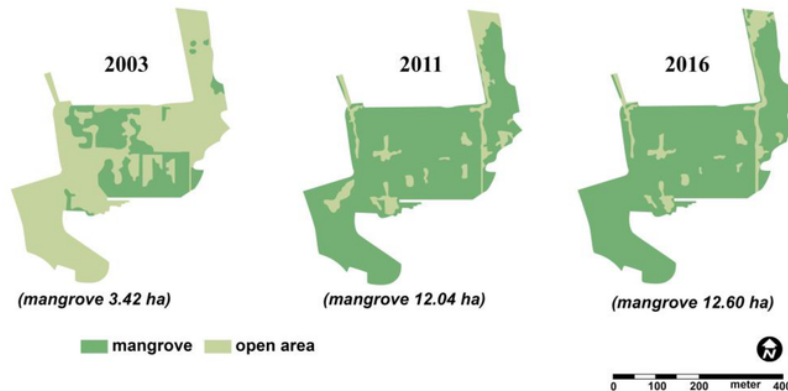 2003
2011
2016
(mangrove 3.42 ha)
(mangrove 12.04 ha)
(mangrove 12.60 ha)
mangrove open area
N
0 100 200 400
meter